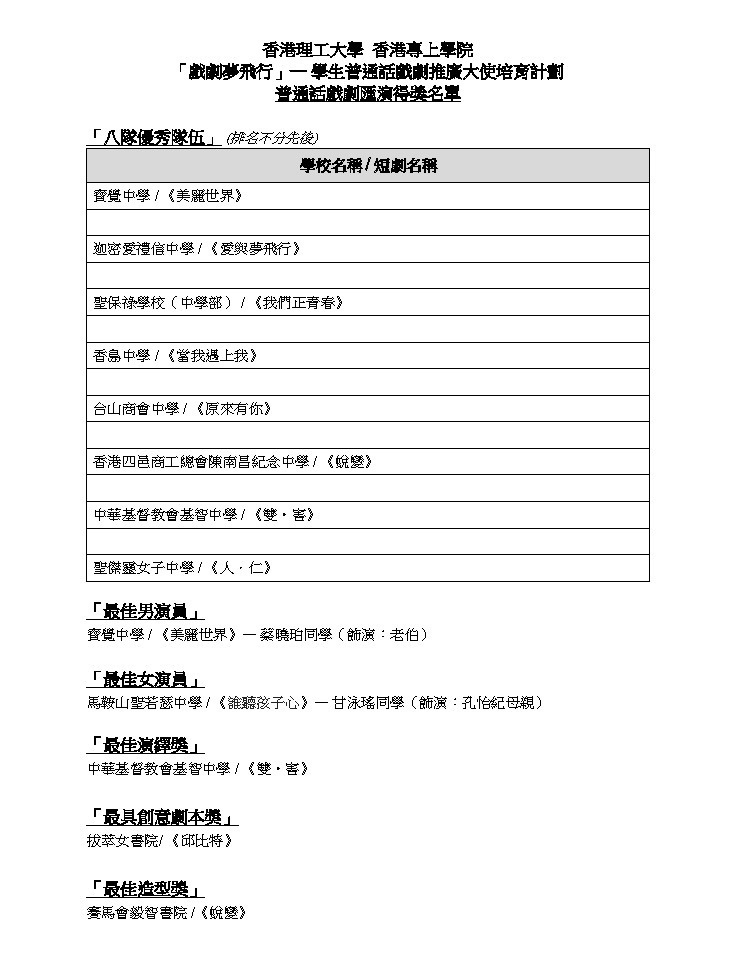 香港理工大學 香港專上學院
「戲劇夢飛行」— 學生普通話戲劇推廣大使培育計劃
普通話戲劇匯演得獎名單
「八隊優秀隊伍」 (排名不分先後)
學校名稱 / 短劇名稱
齊覺中學 / 《美麗世界》
迦密愛禮信中學 / 《愛與夢飛行》
聖保祿學校（中學部） / 《我們正青春》
香島中學 / 《當我遇上我》
台山商會中學 / 《原來有你》
香港四邑商工總會陳南昌紀念中學 / 《蛻變》
中華基督教會基智中學 / 《雙・害》
聖傑靈女子中學 / 《人．仁》
「最佳男演員」
齊覺中學 / 《美麗世界》— 蔡曉珀同學（飾演：老伯）
「最佳女演員」
馬鞍山聖若瑟中學 / 《誰聽孩子心》— 甘泳瑤同學（飾演：孔怡紀母親）
「最佳演繹獎」
中華基督教會基智中學 / 《雙・害》
「最具創意劇本獎」
拔萃女書院/ 《邱比特》
「最佳造型獎」
賽馬會毅智書院 /《蛻變》